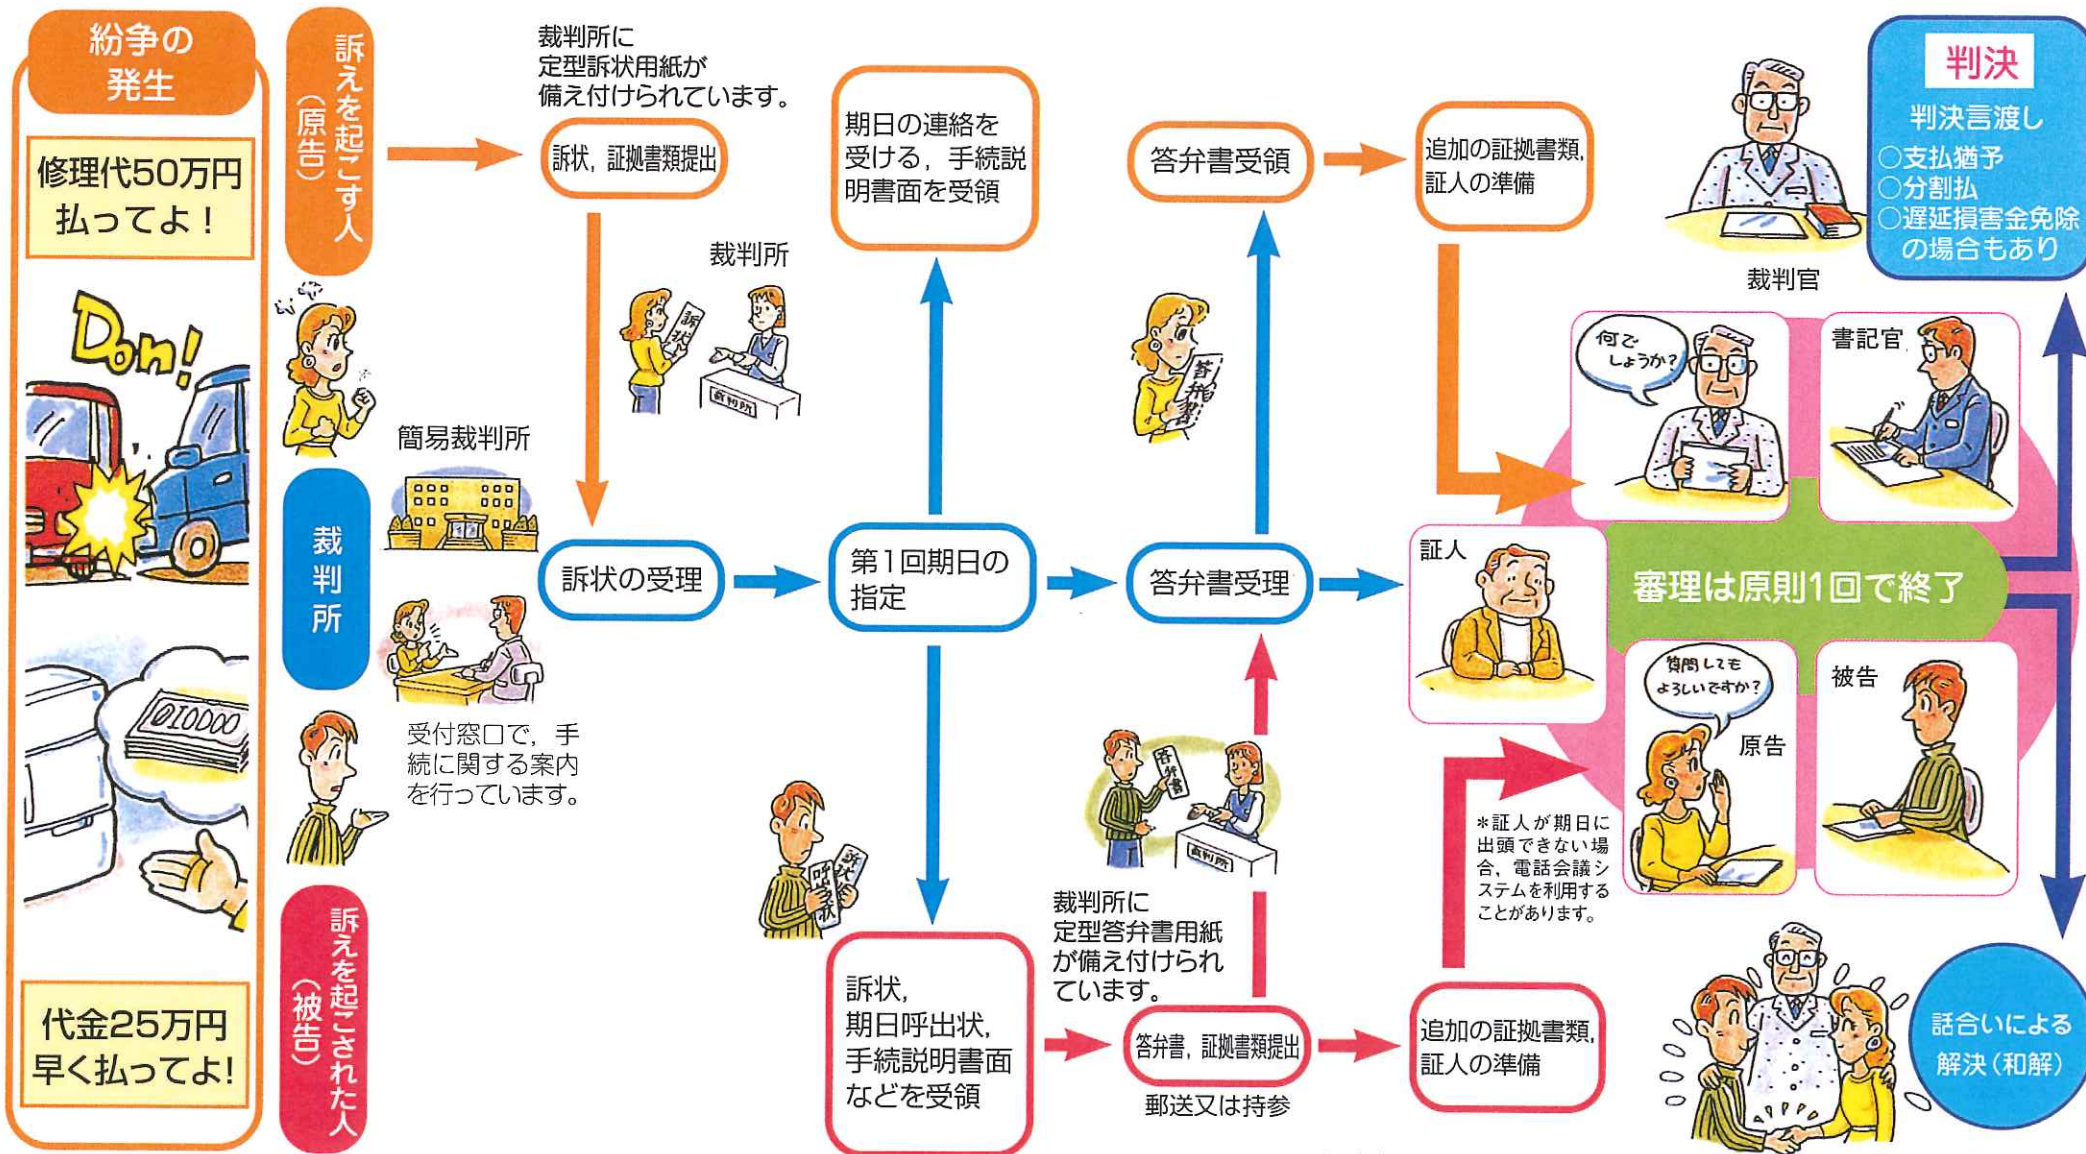 紛争の
発生
修理代50万円
払ってよ！
Don!
10000
代金25万円
早く払ってよ!
訴えを起こす人
（原告）
裁判所
訴えを起こされた人
（被告）
裁判所に
定型訴状用紙が
備え付けられています。
訴状，証拠書類提出
裁判所
訴状
裁判所
簡易裁判所
訴状の受理
受付窓口で，手
続に関する案内
を行っています。
期日の連絡を
受ける，手続説
明書面を受領
第1回期日の
指定
訴状
呼出状
訴状，
期日呼出状，
手続説明書面
などを受領
答弁書受領
答弁書
答弁書受理
答弁書
裁判所
裁判所に
定型答弁書用紙
が備え付けられ
ています。
答弁書，証拠書類提出
郵送又は持参
追加の証拠書類，
証人の準備
追加の証拠書類，
証人の準備
裁判官
何で
しょうか？
書記官
証人
審理は原則1回で終了
質問しても
よろしいですか？
原告
被告
＊証人が期日に
出頭できない場
合，電話会議シ
ステムを利用する
ことがあります。
判決
判決言渡し
○支払猶予
○分割払
○遅延損害金免除
の場合もあり
話合いによる
解決（和解）